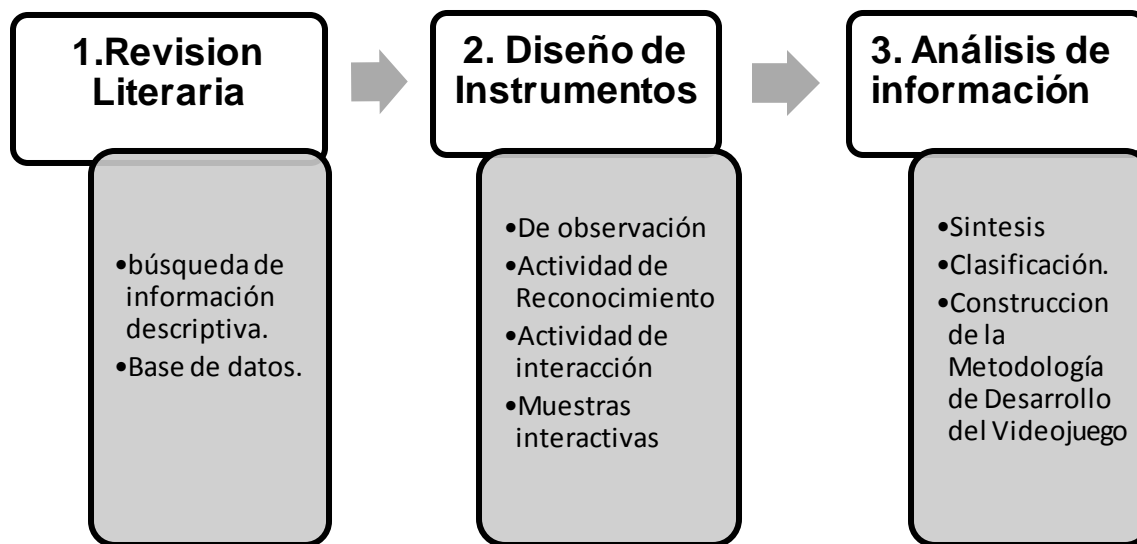 1.Revision
Literaria
•búsqueda de
información
descriptiva.
•Base de datos.
2. Diseño de
Instrumentos
•De observación
•Actividad de
Reconocimiento
•Actividad de
interacción
•Muestras
interactivas
3. Análisis de
información
•Sintesis
•Clasificación.
•Construccion
de la
Metodología
de Desarrollo
del Videojuego